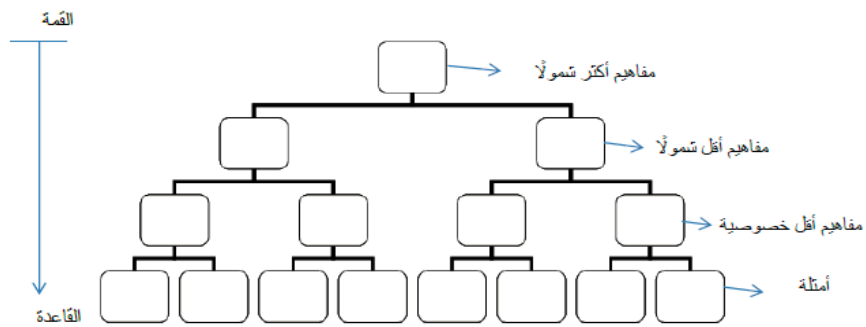 القمة
مفاهيم أكثر شمولًا
مفاهيم أقل شمولًا
مفاهيم أقل خصوصية
أمثلة
القاعدة